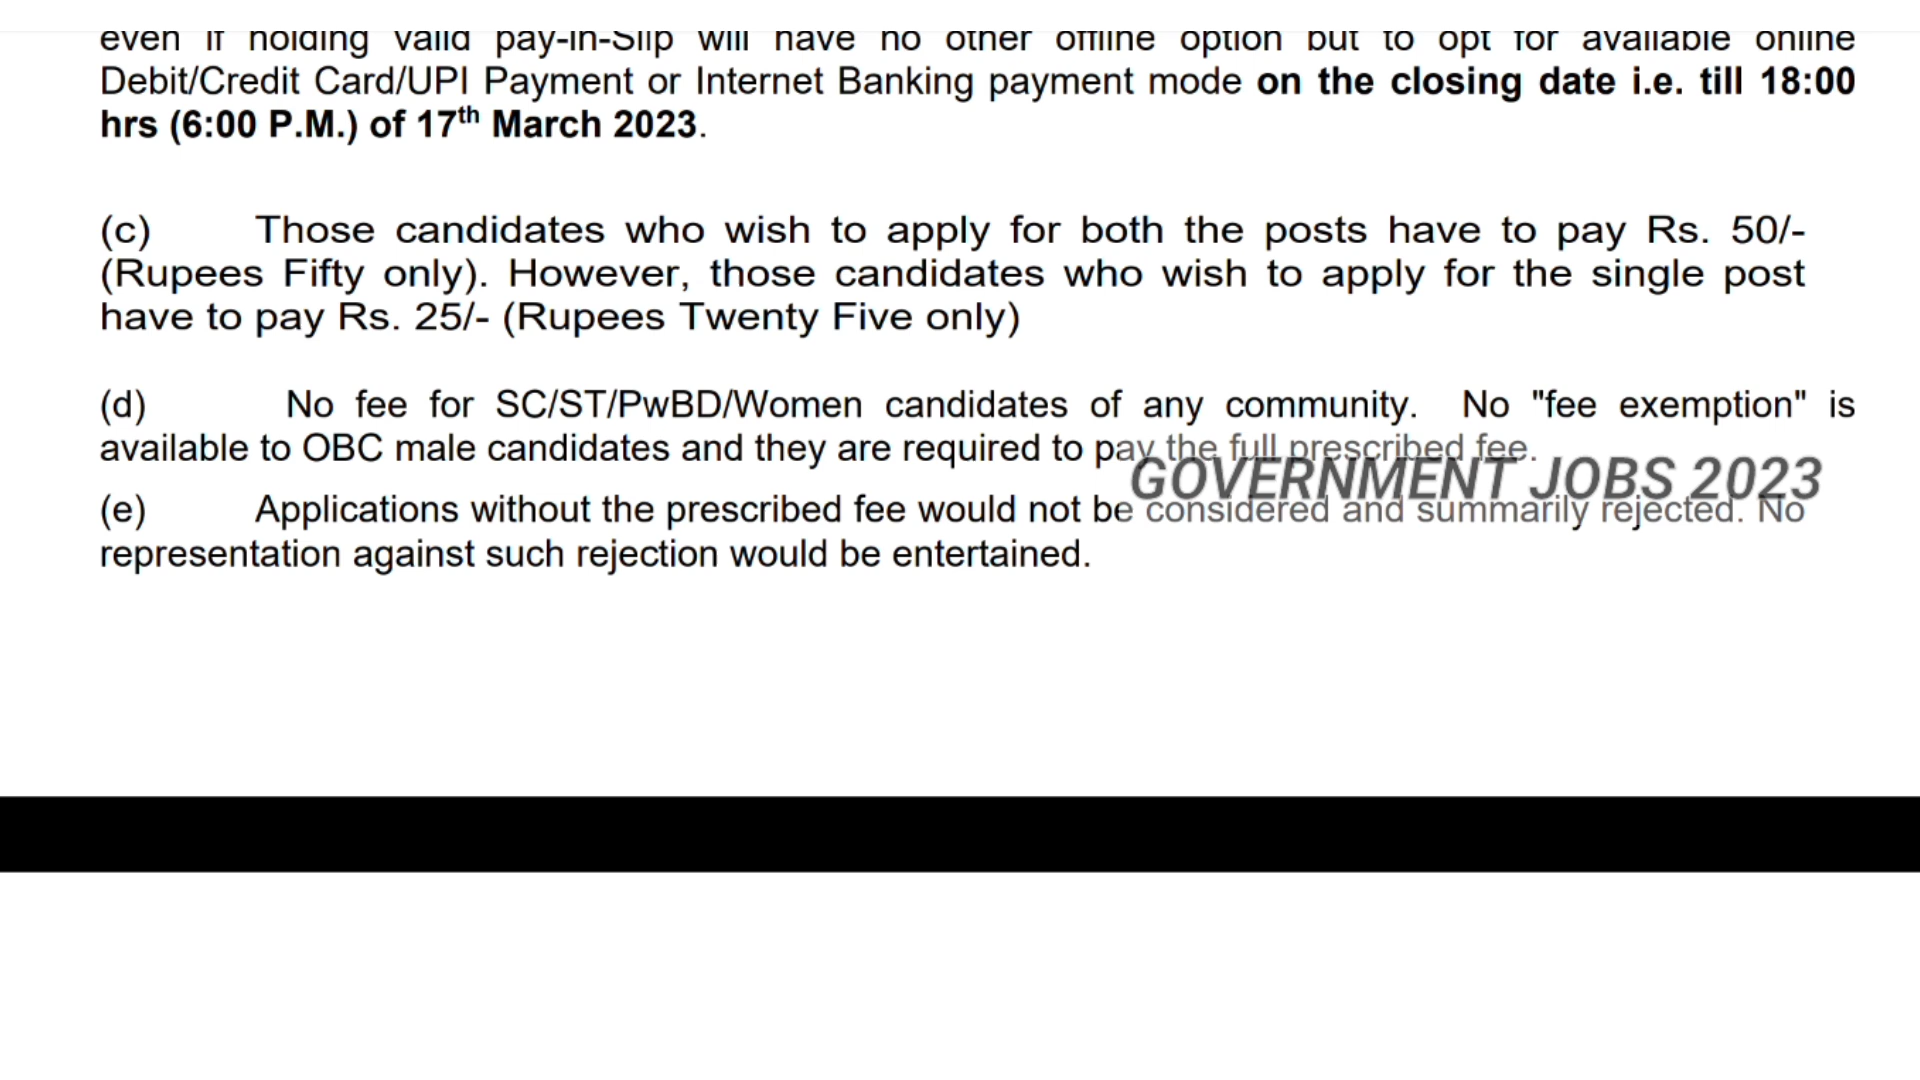 even if holding valid pay-in-Slip will have no other offline option but to opt for available online
Debit/Credit Card/UPI Payment or Internet Banking payment mode on the closing date i.e. till 18:00
hrs (6:00 P.M.) of 17th March 2023.
(c) Those candidates who wish to apply for both the posts have to pay Rs. 50/-
(Rupees Fifty only). However, those candidates who wish to apply for the single post
have to pay Rs. 25/- (Rupees Twenty Five only)
(d) No fee for SC/ST/PwBD/Women candidates of any community. No "fee exemption" is
available to OBC male candidates and they are required to pay the full prescribed fee.
GOVERNMENT JOBS 2023
(e) Applications without the prescribed fee would not be considered and summarily rejected. No
representation against such rejection would be entertained.